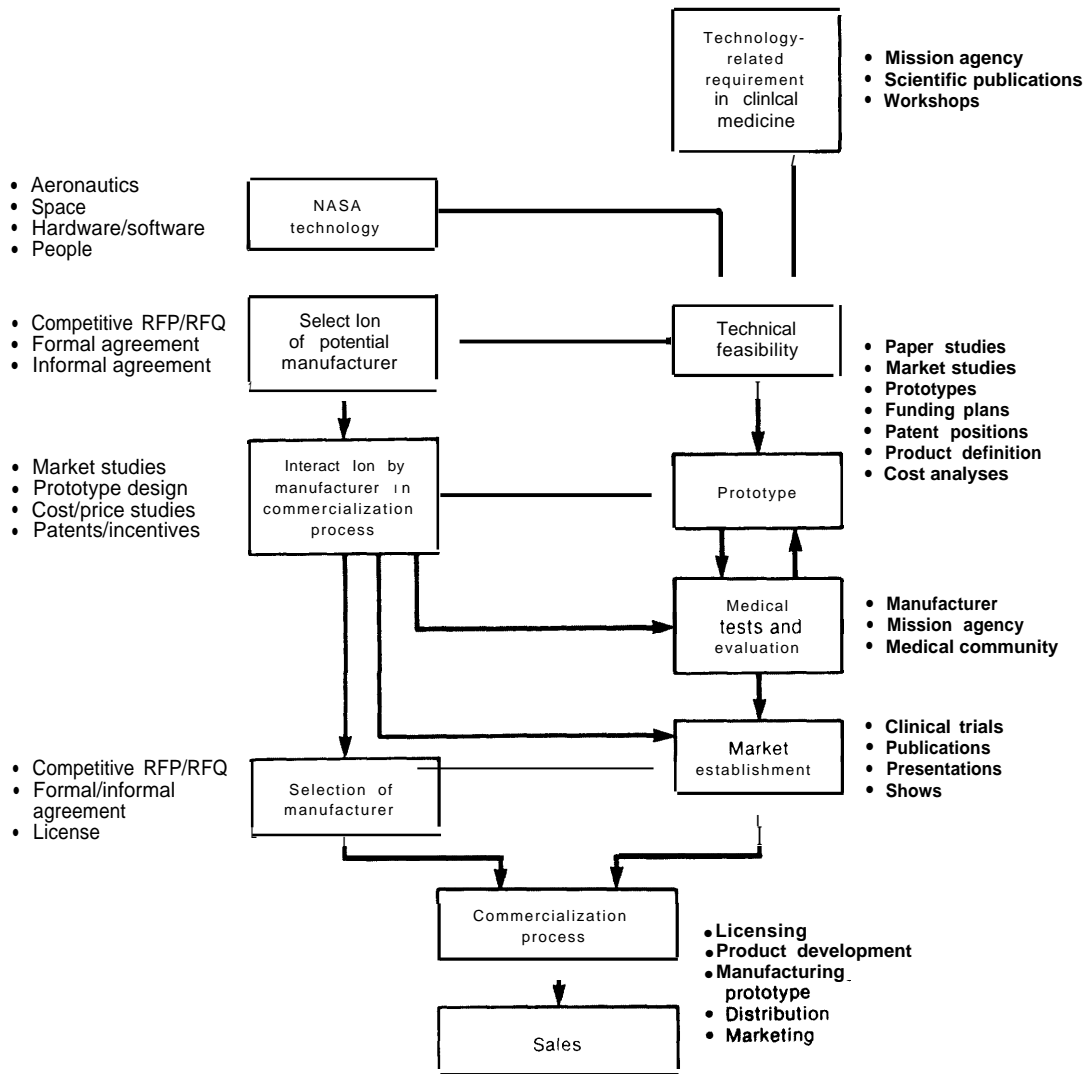 Technology-
related
requirement
in clinlcal
medicine
• Mission agency
• Scientific publications
• Workshops
• Aeronautics
• Space
• Hardware/software
• People
NASA
technology
• Competitive RFP/RFQ
• Formal agreement
• Informal agreement
Select Ion
of potential
manufacturer
Technical
feasibility
• Paper studies
• Market studies
• Prototypes
• Funding plans
• Patent positions
• Product definition
• Cost analyses
• Market studies
• Prototype design
• Cost/price studies
• Patents/incentives
Interact Ion by
manufacturer in
commercialization
process
Prototype
Medical
tests and
evaluation
• Manufacturer
• Mission agency
• Medical community
Market
establishment
• Clinical trials
• Publications
• Presentations
• Shows
• Competitive RFP/RFQ
• Formal/informal
agreement
• License
Selection of
manufacturer
Commercialization
process
• Licensing
• Product development
• Manufacturing
prototype
• Distribution
• Marketing
Sales